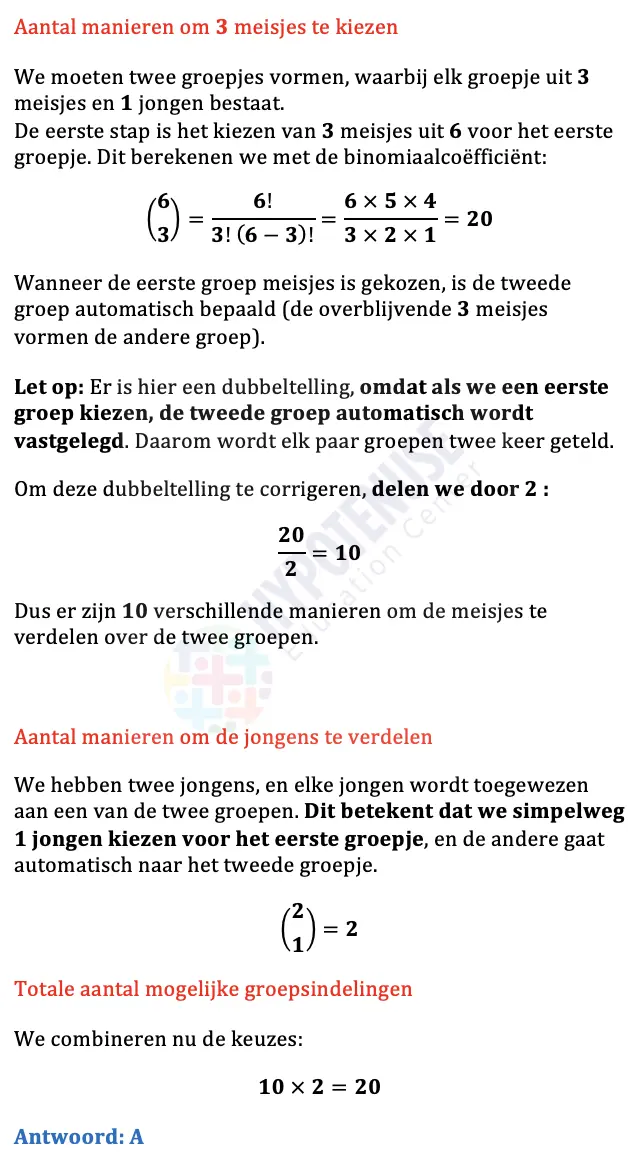 Aantal manieren om 3 meisjes te kiezen
We moeten twee groepjes vormen, waarbij elk groepje uit 3
meisjes en 1 jongen bestaat.
De eerste stap is het kiezen van 3 meisjes uit 6 voor het eerste
groepje. Dit berekenen we met de binomiaalcoëfficiënt:
(6 3) = 6! / 3! (6 − 3)! = 6 × 5 × 4 / 3 × 2 × 1 = 20
Wanneer de eerste groep meisjes is gekozen, is de tweede
groep automatisch bepaald (de overblijvende 3 meisjes
vormen de andere groep).
Let op: Er is hier een dubbeltelling, omdat als we een eerste
groep kiezen, de tweede groep automatisch wordt
vastgelegd. Daarom wordt elk paar groepen twee keer geteld.
Om deze dubbeltelling te corrigeren, delen we door 2 :
20 / 2 = 10
Dus er zijn 10 verschillende manieren om de meisjes te
verdelen over de twee groepen.
HYPOTENUSE
Education Center
Aantal manieren om de jongens te verdelen
We hebben twee jongens, en elke jongen wordt toegewezen
aan een van de twee groepen. Dit betekent dat we simpelweg
1 jongen kiezen voor het eerste groepje, en de andere gaat
automatisch naar het tweede groepje.
(2 1) = 2
Totale aantal mogelijke groepsindelingen
We combineren nu de keuzes:
10 × 2 = 20
Antwoord: A